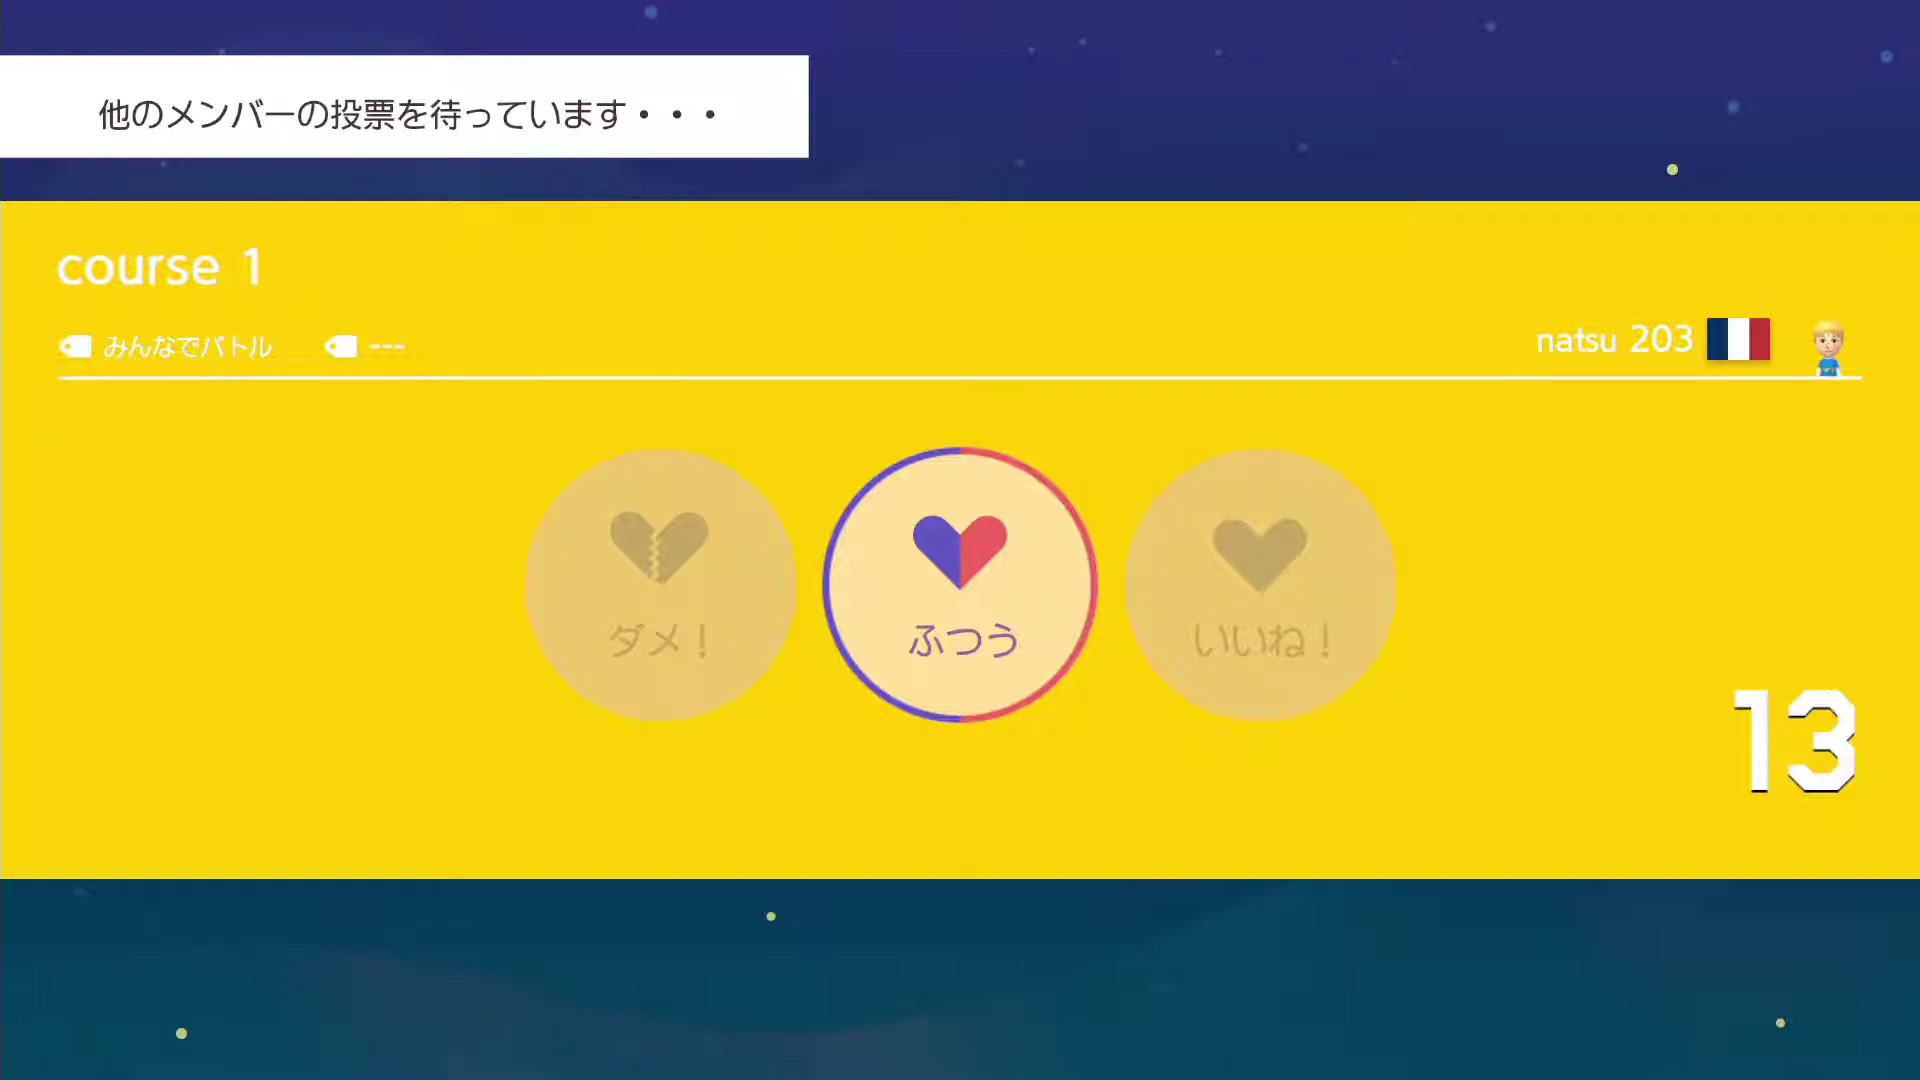 他のメンバーの投票を待っています・・・
course 1
みんなでバトル ---
natsu 203
ダメ！
ふつう
いいね！
13